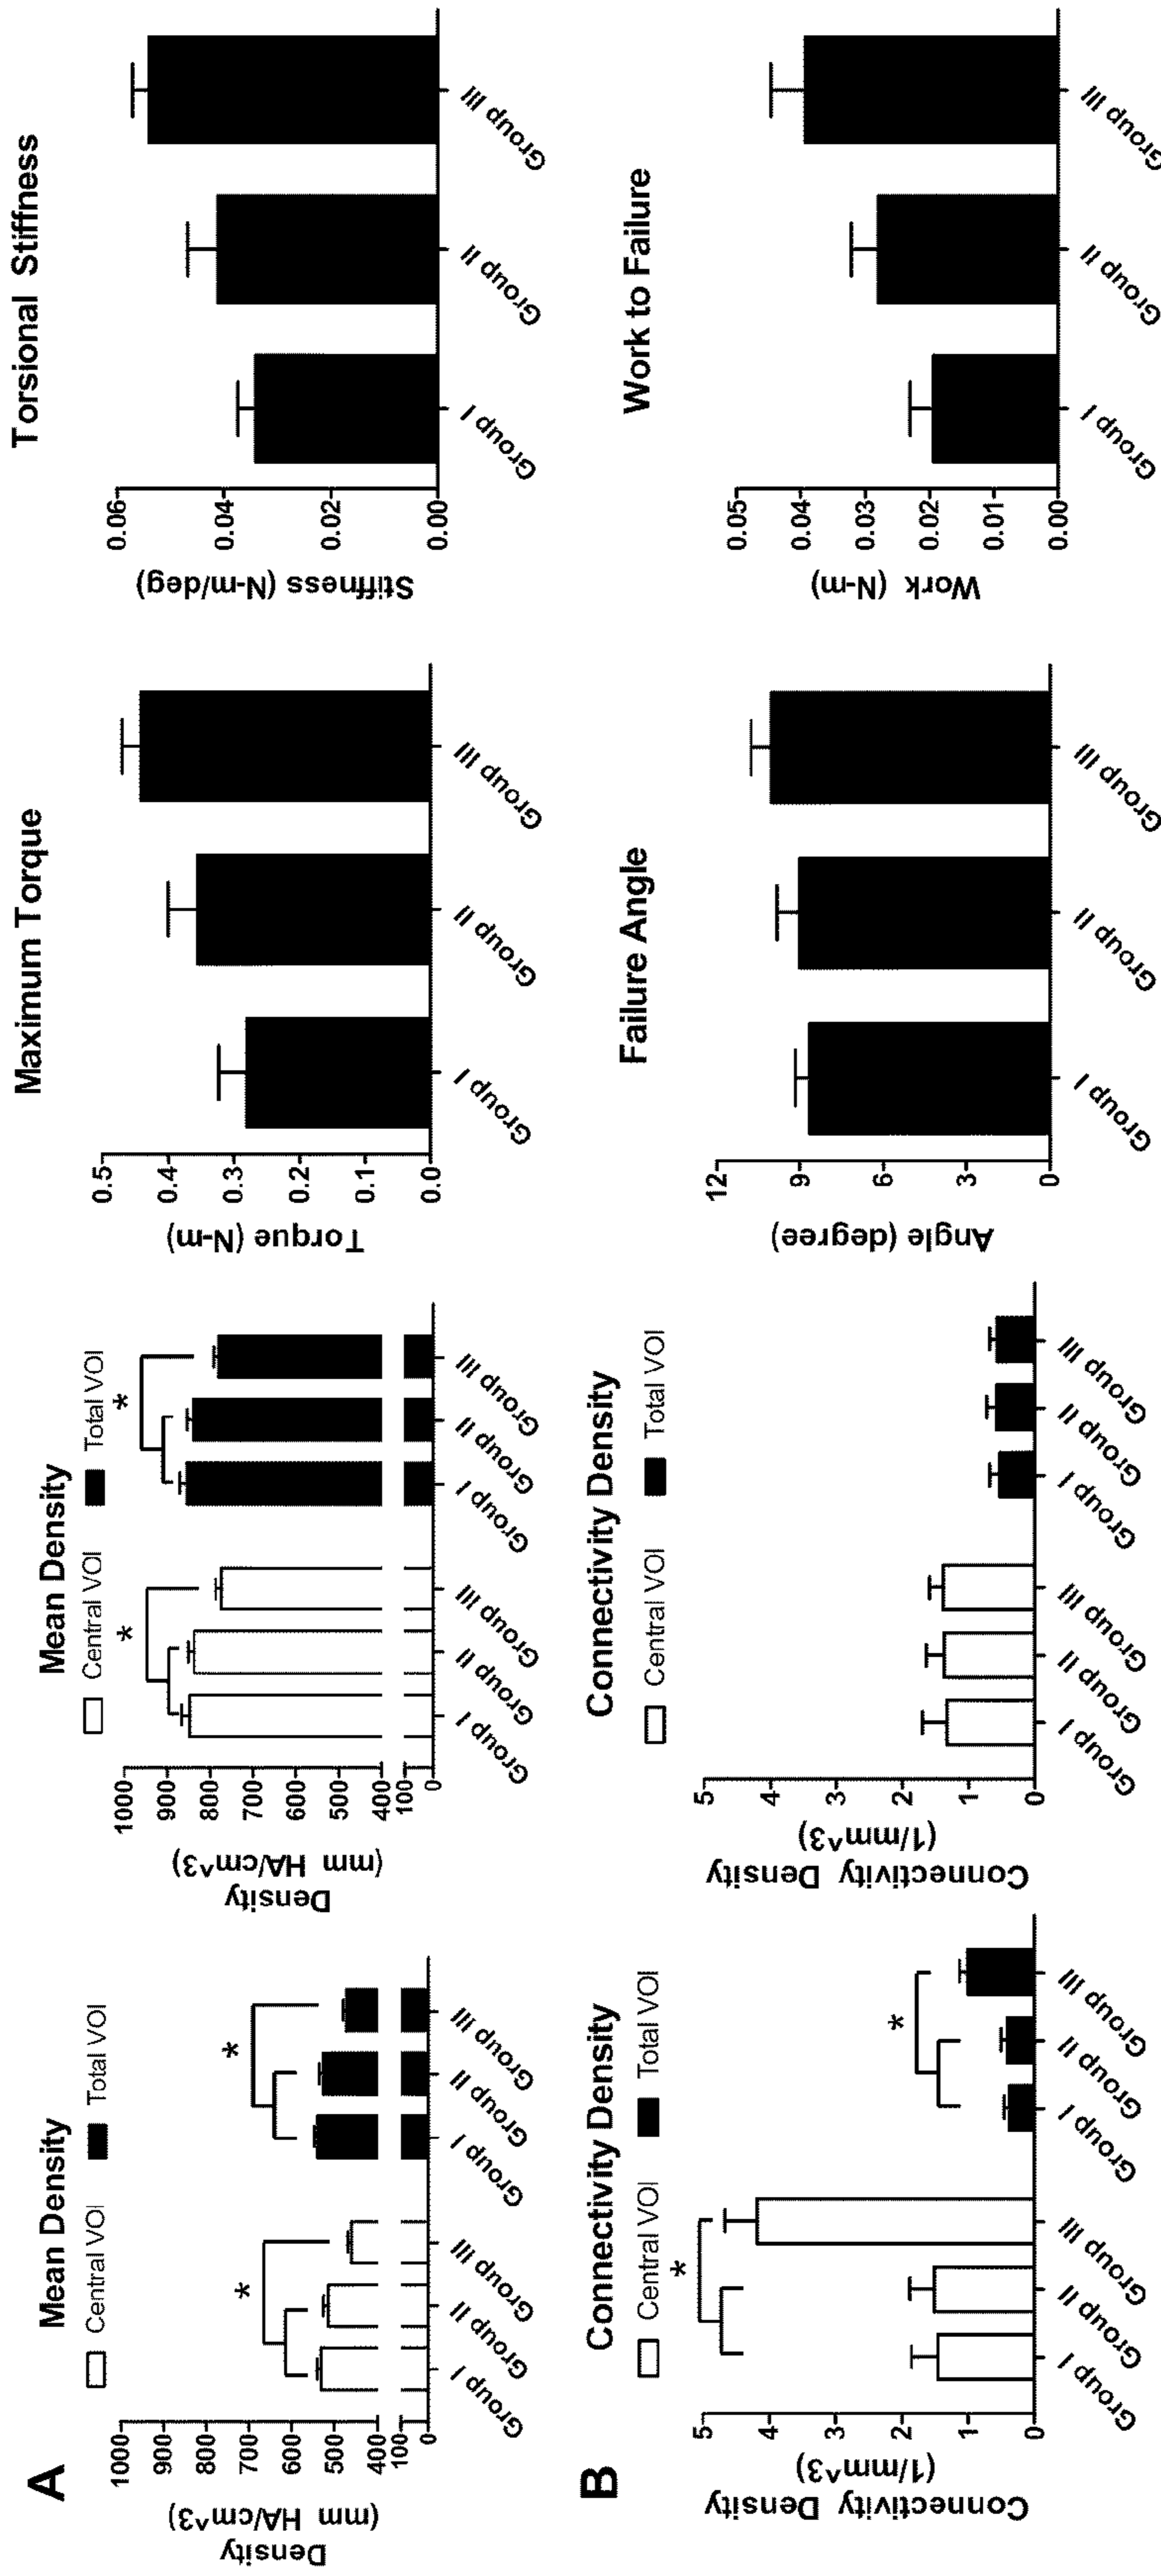 A
Mean Density
Central VOI
Total VOI
Density
(mm HA/cm^3)
1000
900
800
700
600
500
400
100
0
*
*
Group I
Group II
Group III
Group I
Group II
Group III
Mean Density
Central VOI
Total VOI
Density
(mm HA/cm^3)
1000
900
800
700
600
500
400
100
0
*
*
Group I
Group II
Group III
Group I
Group II
Group III
Maximum Torque
Torque (N-m)
0.5
0.4
0.3
0.2
0.1
0.0
Group I
Group II
Group III
Torsional Stiffness
Stiffness (N-m/deg)
0.06
0.04
0.02
0.00
Group I
Group II
Group III
B
Connectivity Density
Central VOI
Total VOI
Connectivity Density
(1/mm^3)
5
4
3
2
1
0
*
*
Group I
Group II
Group III
Group I
Group II
Group III
Connectivity Density
Central VOI
Total VOI
Connectivity Density
(1/mm^3)
5
4
3
2
1
0
Group I
Group II
Group III
Group I
Group II
Group III
Failure Angle
Angle (degree)
12
9
6
3
0
Group I
Group II
Group III
Work to Failure
Work (N-m)
0.05
0.04
0.03
0.02
0.01
0.00
Group I
Group II
Group III